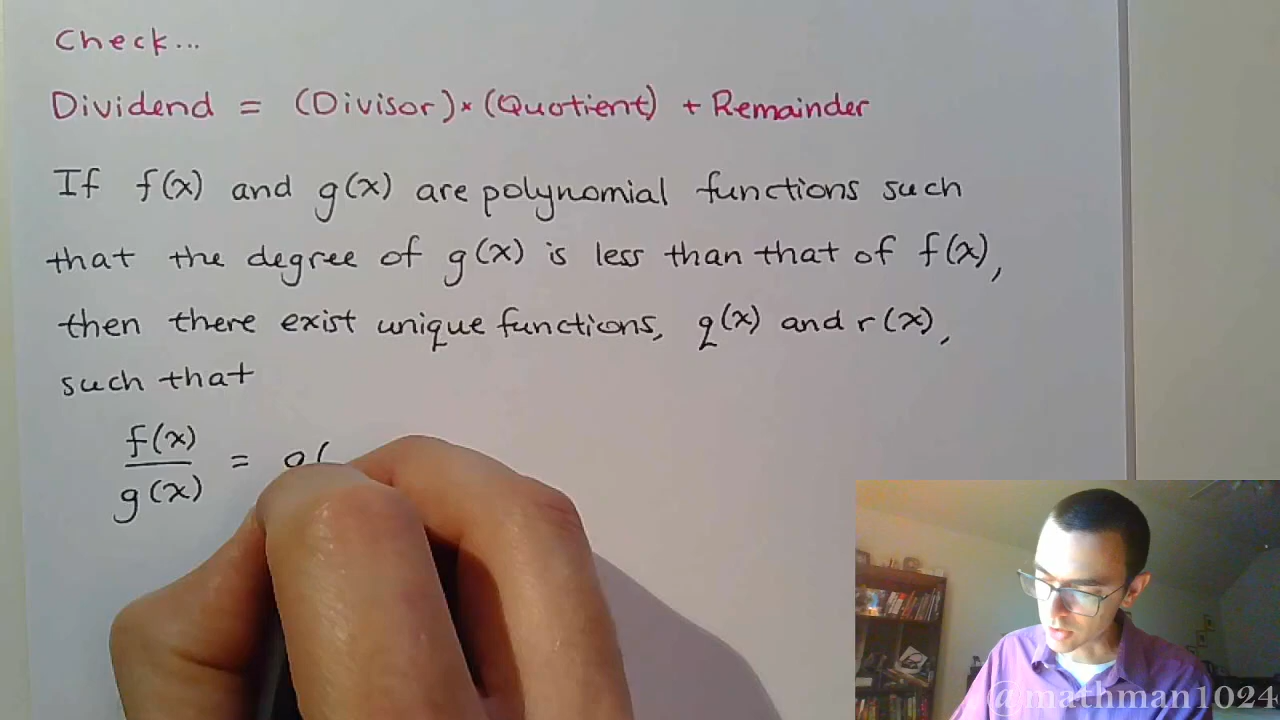 Check...
Dividend = (Divisor) × (Quotient) + Remainder
If f(x) and g(x) are polynomial functions such
that the degree of g(x) is less than that of f(x),
then there exist unique functions, q(x) and r(x),
such that
f(x)
g(x)
= q(
@mathman1024